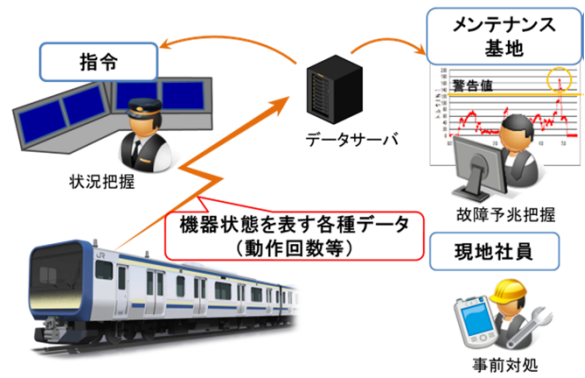 指令
メンテナンス
基地
警告値
データサーバ
状況把握
機器状態を表す各種データ
(動作回数等)
故障予兆把握
現地社員
事前対処
JR